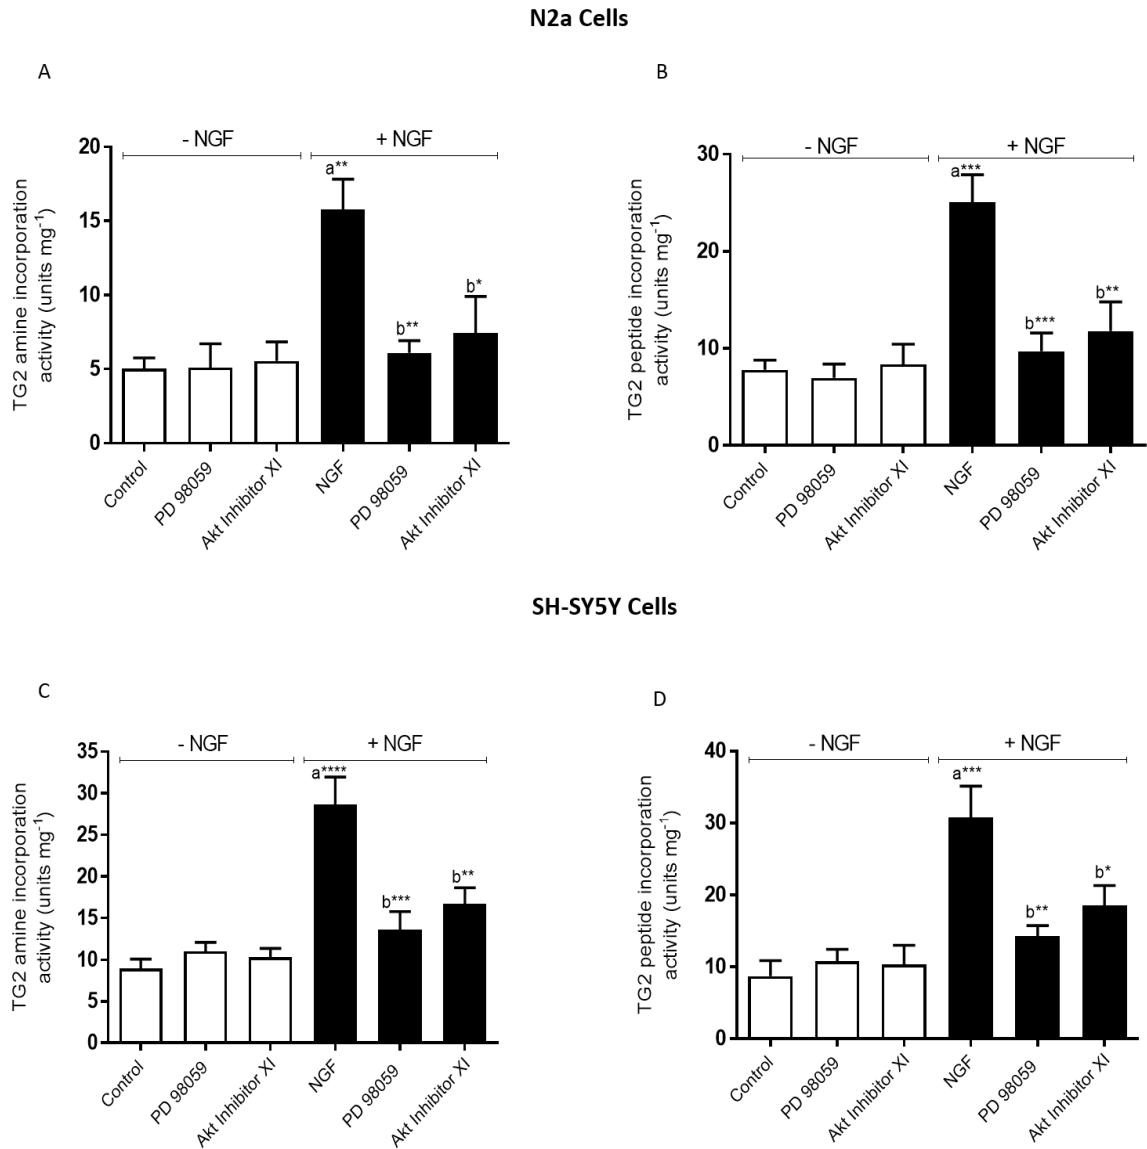 N2a Cells
A
- NGF
+ NGF
TG2 amine incorporation
activity (units mg⁻¹)
20
15
10
5
0
a**
b**
b*
Control
PD 98059
Akt Inhibitor XI
NGF
PD 98059
Akt Inhibitor XI
B
- NGF
+ NGF
TG2 peptide incorporation
activity (units mg⁻¹)
30
20
10
0
a***
b***
b**
Control
PD 98059
Akt Inhibitor XI
NGF
PD 98059
Akt Inhibitor XI
SH-SY5Y Cells
C
- NGF
+ NGF
TG2 amine incorporation
activity (units mg⁻¹)
35
30
25
20
15
10
5
0
a****
b***
b**
Control
PD 98059
Akt Inhibitor XI
NGF
PD 98059
Akt Inhibitor XI
D
- NGF
+ NGF
TG2 peptide incorporation
activity (units mg⁻¹)
40
30
20
10
0
a***
b**
b*
Control
PD 98059
Akt Inhibitor XI
NGF
PD 98059
Akt Inhibitor XI